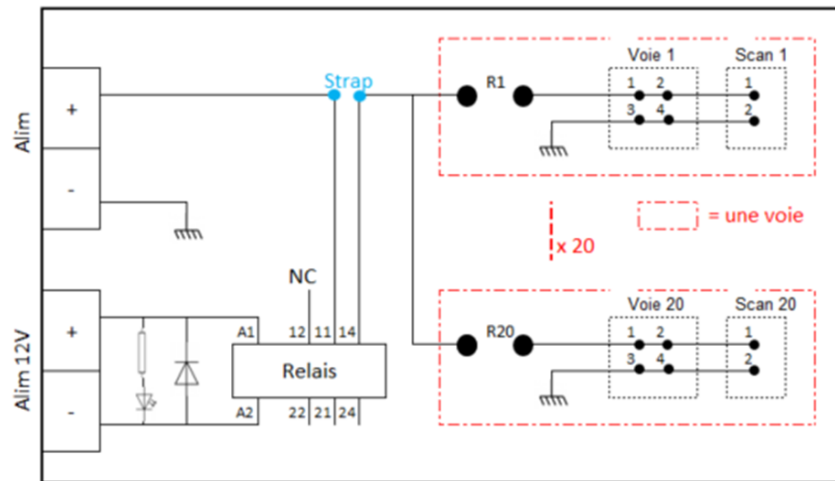 Alim
+
-
Strap
R1
Voie 1
1 2
3 4
Scan 1
1
2
= une voie
x 20
Alim 12V
+
-
NC
A1 12 11 14
Relais
A2 22 21 24
R20
Voie 20
1 2
3 4
Scan 20
1
2